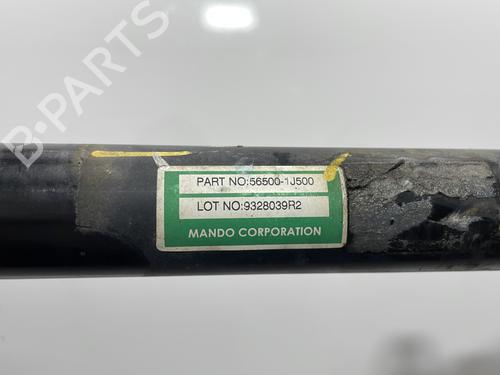 B-PARTS
PART NO:56500-1J500
LOT NO:9328039R2
MANDO CORPORATION